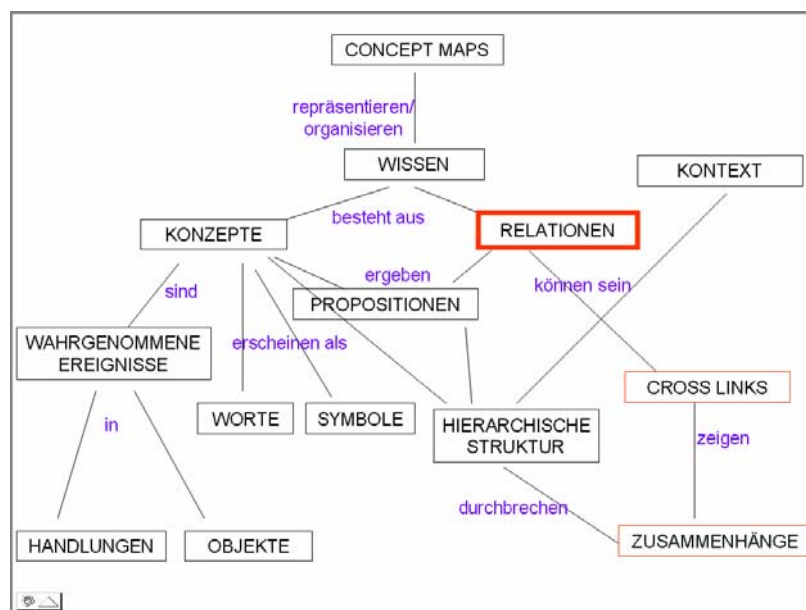 CONCEPT MAPS
repräsentieren/
organisieren
WISSEN
KONTEXT
besteht aus
KONZEPTE
RELATIONEN
sind
ergeben
können sein
PROPOSITIONEN
WAHRGENOMMENE
EREIGNISSE
erscheinen als
CROSS LINKS
in
WORTE
SYMBOLE
HIERARCHISCHE
STRUKTUR
zeigen
durchbrechen
HANDLUNGEN
OBJEKTE
ZUSAMMENHÄNGE